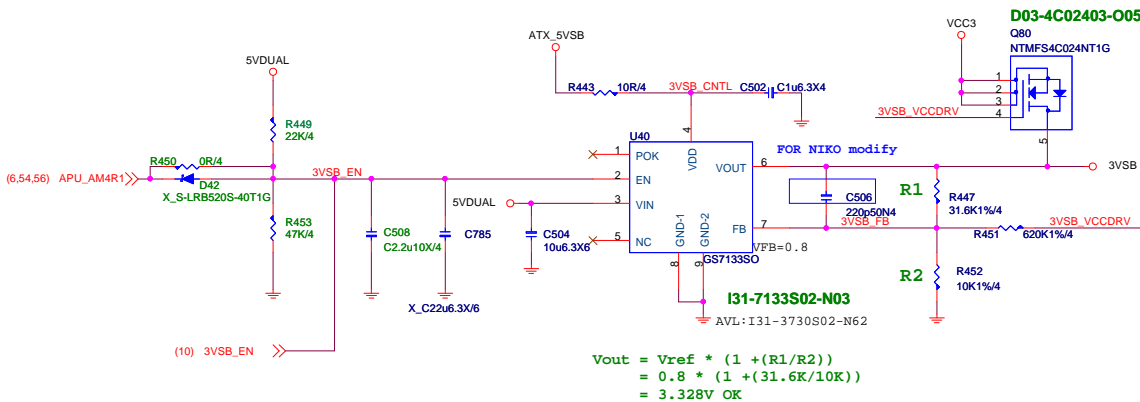 D03-4C02403-O05
VCC3
Q80
NTMFS4C024NT1G
ATX_5VSB
5VDUAL
R443 10R/4 3VSB_CNTL C502 C1u6.3X4
1
2
3
4
3VSB_VCCDRV
5
R449
22K/4
U40
4
FOR NIKO modify
1 POK VDD VOUT 6
3VSB
R450 0R/4
(6,54,56) APU_AM4R1
D42
X_S-LRB520S-40T1G
3VSB_EN
2 EN
R1
R447
31.6K1%/4
C506
220p50N4
5VDUAL
3 VIN
3VSB_FB
7 FB
R453
47K/4
C508
C2.2u10X/4
C785
X_C22u6.3X/6
C504
10u6.3X6
5 NC
GND-1
GND-2
8
9
GS7133SO
VFB=0.8
R451 620K1%/4
3VSB_VCCDRV
R2
R452
10K1%/4
I31-7133S02-N03
AVL:I31-3730S02-N62
(10) 3VSB_EN
Vout = Vref * (1 +(R1/R2))
= 0.8 * (1 +(31.6K/10K))
= 3.328V OK